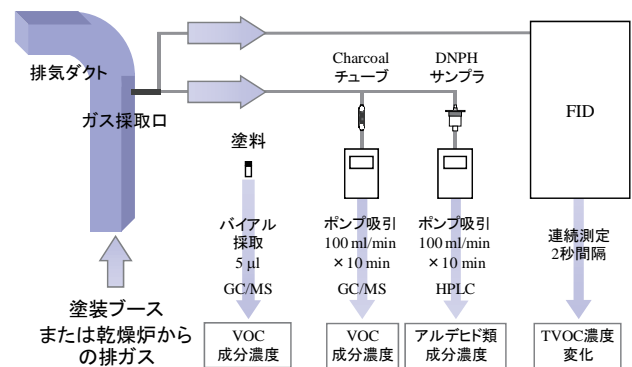 排気ダクト
ガス採取口
Charcoal
チューブ
DNPH
サンプラ
FID
塗料
バイアル
採取
5 μl
GC/MS
ポンプ吸引
100 ml/min
×10 min
GC/MS
ポンプ吸引
100 ml/min
×10 min
HPLC
連続測定
2秒間隔
塗装ブース
または乾燥炉から
の排ガス
VOC
成分濃度
VOC
成分濃度
アルデヒド類
成分濃度
TVOC濃度
変化